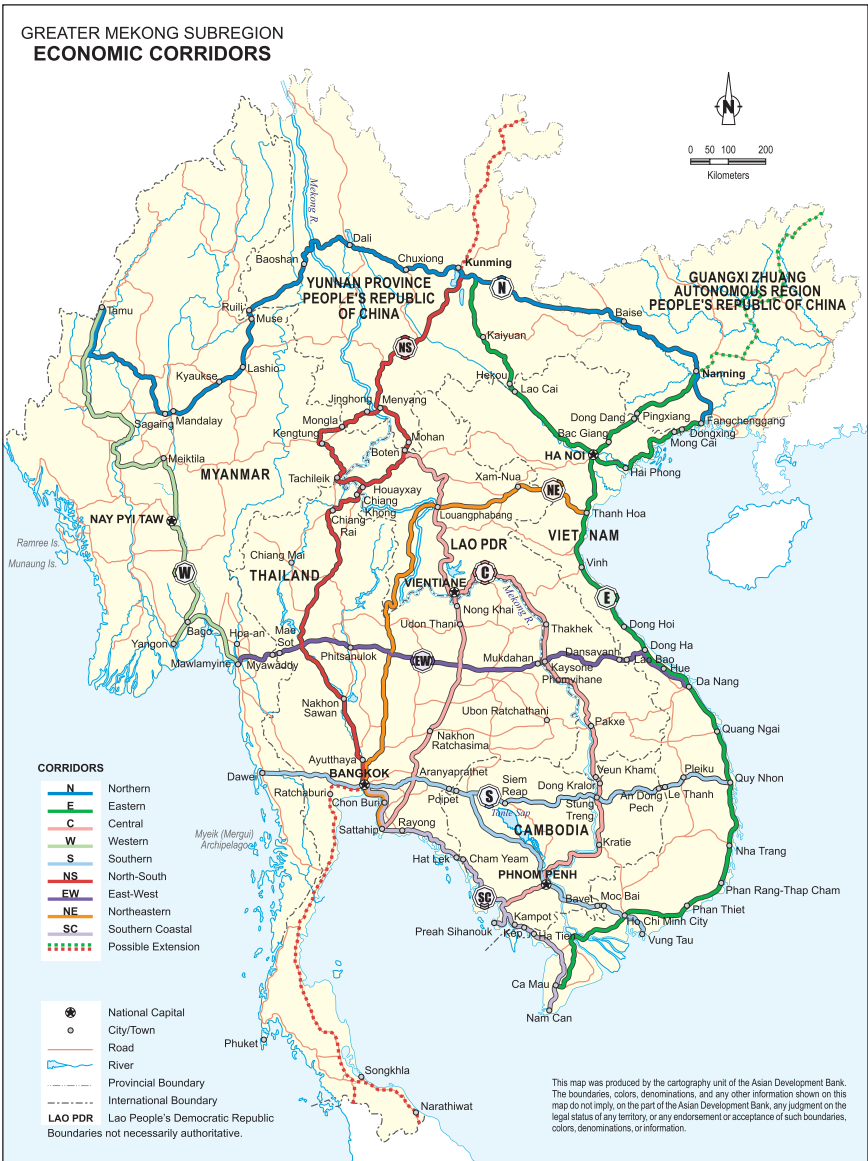 GREATER MEKONG SUBREGION
ECONOMIC CORRIDORS
N
0 50 100 200
Kilometers
Mekong R.
Dali
Baoshan
Chuxiong
Kunming
YUNNAN PROVINCE
PEOPLE'S REPUBLIC
OF CHINA
N
GUANGXI ZHUANG
AUTONOMOUS REGION
PEOPLE'S REPUBLIC OF CHINA
Tamu
Ruili
Muse
Baise
Kaiyuan
NS
Kyaukse
Lashio
Hekou
Lao Cai
Nanning
Sagaing
Mandalay
Jinghong
Menyang
Dong Dang
Pingxiang
Fangchenggang
Mongla
Kengtung
Mohan
Boten
Bac Giang
Dongxing
Mong Cai
HA NOI
Hai Phong
Meiktila
MYANMAR
Tachileik
Houayxay
Chiang
Khong
Xam-Nua
NE
Louangphabang
Thanh Hoa
NAY PYI TAW
Chiang
Rai
Ramree Is.
Munaung Is.
LAO PDR
VIET NAM
Chiang Mai
THAILAND
Vinh
W
VIENTIANE
C
Mekong R.
E
Nong Khai
Udon Thani
Thakhek
Dong Hoi
Yangon
Bago
Hpa-an
Mae
Sot
Mawlamyine
Myawaddy
Phitsanulok
EW
Mukdahan
Kaysone
Phomvihane
Dansavanh
Dong Ha
Lao Bao
Hue
Da Nang
Nakhon
Sawan
Ubon Ratchathani
Pakxe
Quang Ngai
Nakhon
Ratchasima
Ayutthaya
BANGKOK
Dawei
Ratchaburi
Chon Buri
Aranyaprathet
Poipet
Siem
Reap
S
Tonle Sap
Veun Kham
Dong Kralor
Stung
Treng
An Dong
Pech
Le Thanh
Pleiku
Quy Nhon
Myeik (Mergui)
Archipelago
Sattahip
Rayong
CAMBODIA
Kratie
Nha Trang
Hat Lek
Cham Yeam
PHNOM PENH
SC
Bavet
Moc Bai
Phan Rang-Thap Cham
Phan Thiet
Preah Sihanouk
Kampot
Kep
Ha Tien
Ho Chi Minh City
Vung Tau
Ca Mau
Nam Can
Phuket
Songkhla
Narathiwat
CORRIDORS
N Northern
E Eastern
C Central
W Western
S Southern
NS North-South
EW East-West
NE Northeastern
SC Southern Coastal
Possible Extension
National Capital
City/Town
Road
River
Provincial Boundary
International Boundary
LAO PDR Lao People's Democratic Republic
Boundaries not necessarily authoritative.
This map was produced by the cartography unit of the Asian Development Bank.
The boundaries, colors, denominations, and any other information shown on this
map do not imply, on the part of the Asian Development Bank, any judgment on the
legal status of any territory, or any endorsement or acceptance of such boundaries,
colors, denominations, or information.